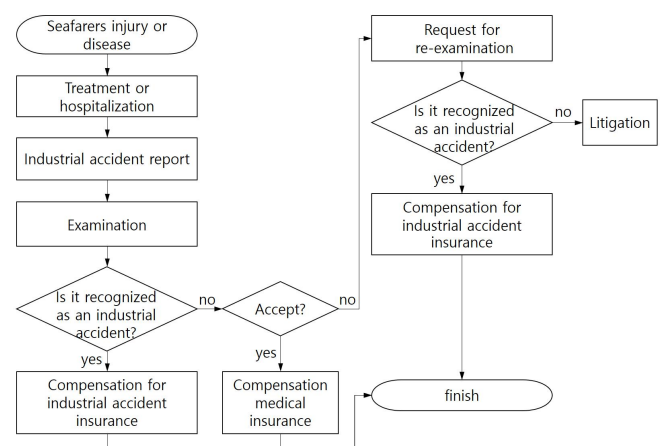 Seafarers injury or
disease
Treatment or
hospitalization
Industrial accident report
Examination
Is it recognized
as an industrial
accident?
no
yes
Compensation for
industrial accident
insurance
Accept?
no
yes
Compensation
medical
insurance
Request for
re-examination
Is it recognized
as an industrial
accident?
no
Litigation
yes
Compensation for
industrial accident
insurance
finish